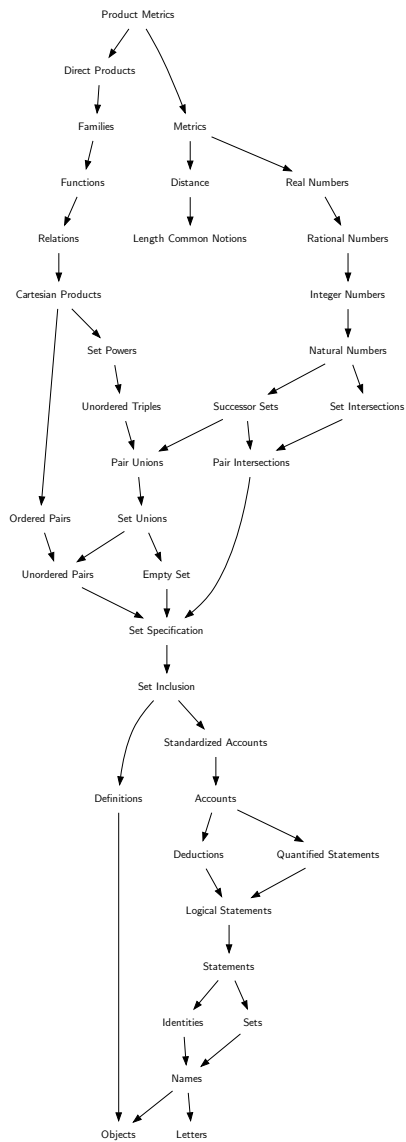 Product Metrics
Direct Products
Families
Metrics
Functions
Distance
Real Numbers
Relations
Length Common Notions
Rational Numbers
Cartesian Products
Integer Numbers
Set Powers
Natural Numbers
Unordered Triples
Successor Sets
Set Intersections
Pair Unions
Pair Intersections
Ordered Pairs
Set Unions
Unordered Pairs
Empty Set
Set Specification
Set Inclusion
Standardized Accounts
Definitions
Accounts
Deductions
Quantified Statements
Logical Statements
Statements
Identities
Sets
Names
Objects
Letters